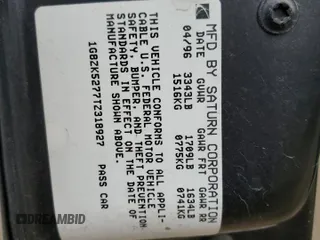 MFD BY SATURN CORPORATION
DATE GVWR GAWR FRT GAWR RR
04/96 3343LB 1709LB 1634LB
1516KG 0775KG 0741KG
THIS VEHICLE CONFORMS TO ALL APPLI-
CABLE U.S. FEDERAL MOTOR VEHICLE
SAFETY, BUMPER, AND THEFT PREVENTION
STANDARDS IN EFFECT ON THE DATE OF
MANUFACTURE SHOWN ABOVE.
1G8ZK5277TZ318927 PASS CAR